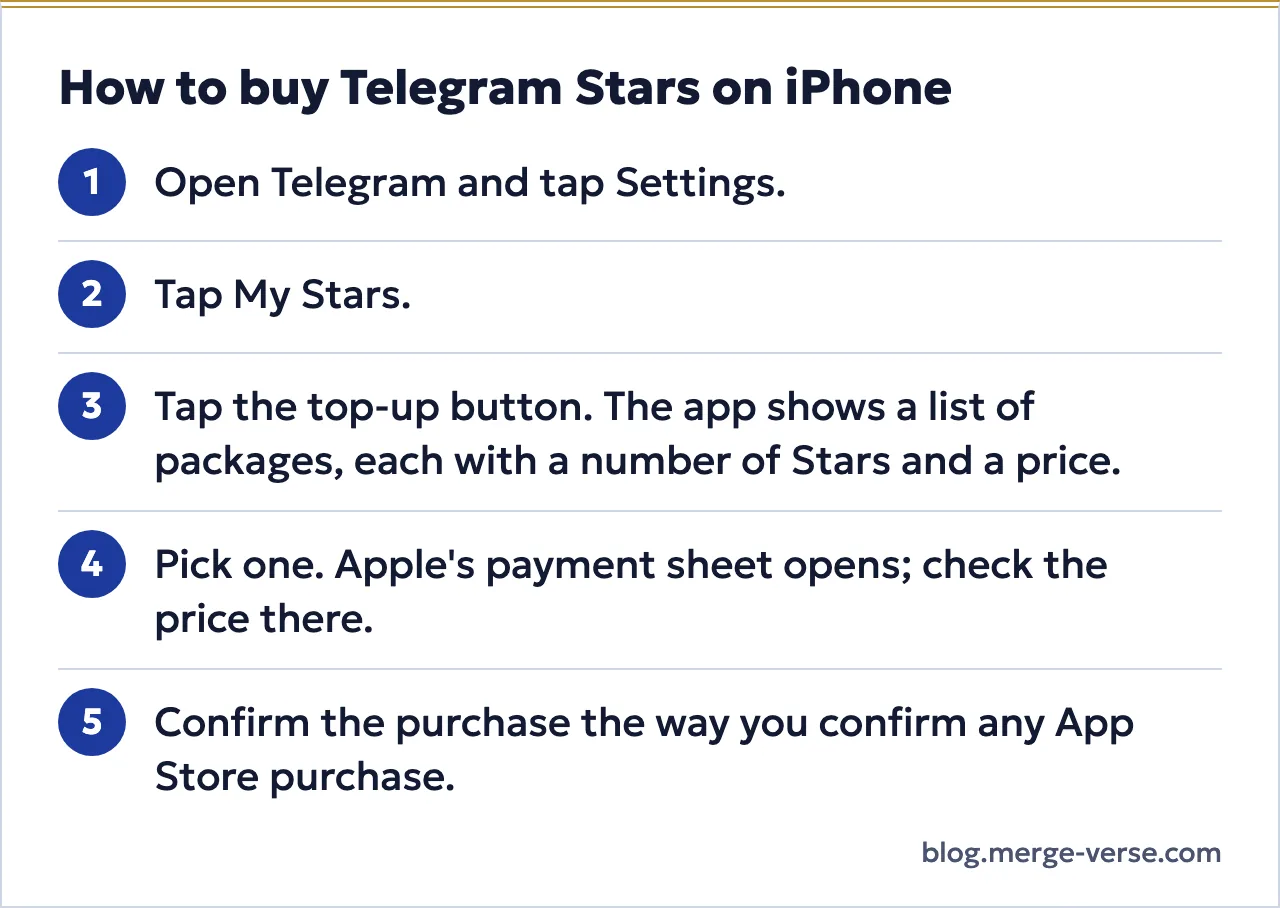 How to buy Telegram Stars on iPhone
1
Open Telegram and tap Settings.
2
Tap My Stars.
3
Tap the top-up button. The app shows a list of
packages, each with a number of Stars and a price.
4
Pick one. Apple's payment sheet opens; check the
price there.
5
Confirm the purchase the way you confirm any App
Store purchase.
blog.merge-verse.com